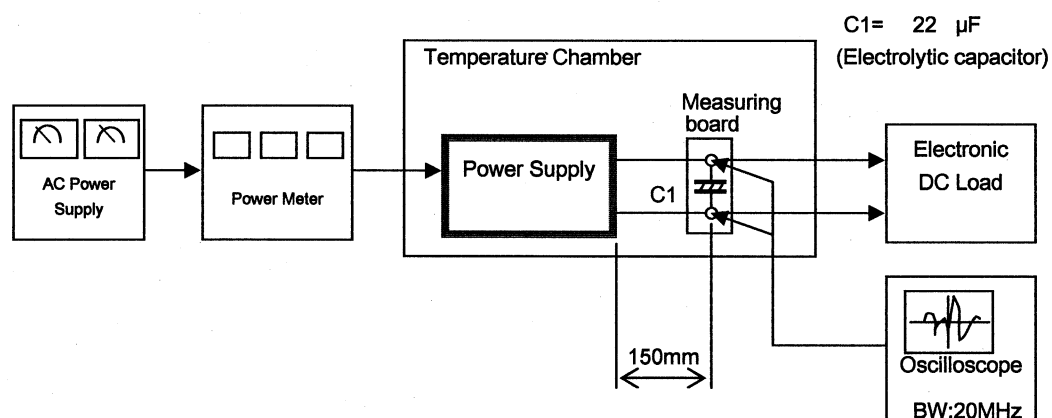 C1= 22 µF
(Electrolytic capacitor)
Temperature Chamber
Measuring
board
Power Supply
C1
AC Power
Supply
Power Meter
Electronic
DC Load
150mm
Oscilloscope
BW:20MHz